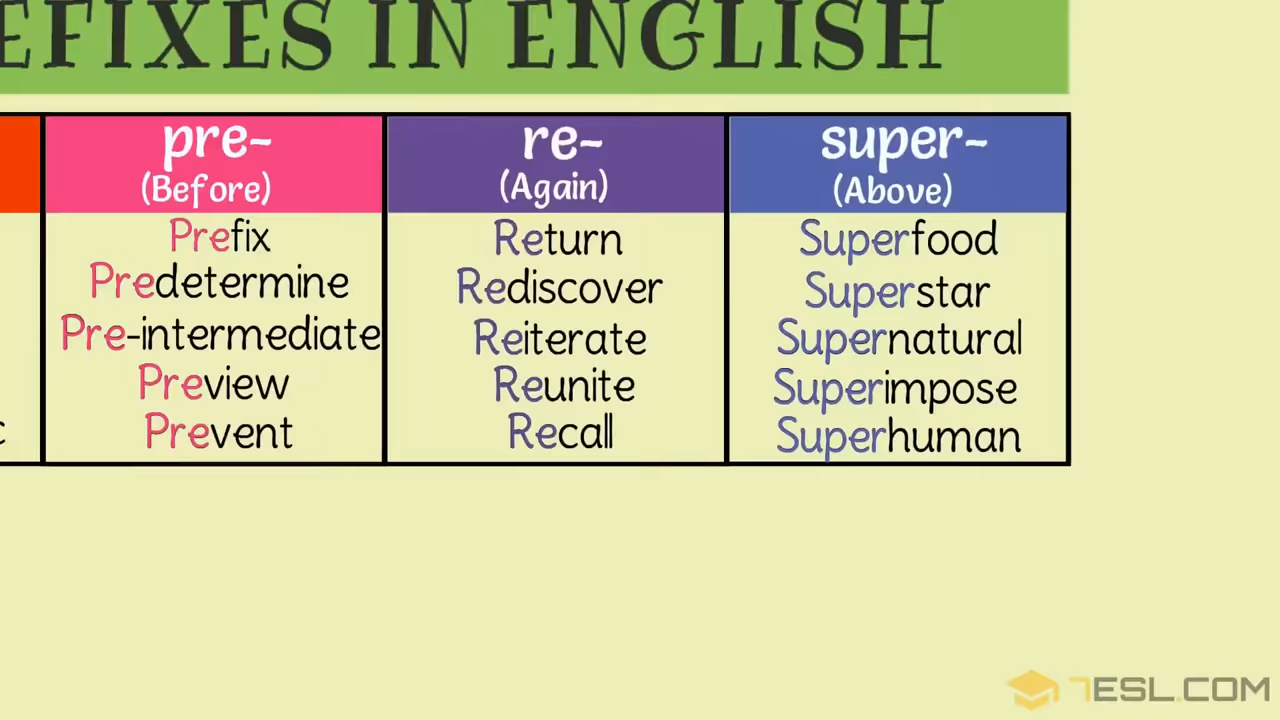 EFIXES IN ENGLISH
pre- re- super-
(Before) (Again) (Above)
Prefix Return Superfood
Predetermine Rediscover Superstar
Pre-intermediate Reiterate Supernatural
Preview Reunite Superimpose
c Prevent Recall Superhuman
7ESL.COM